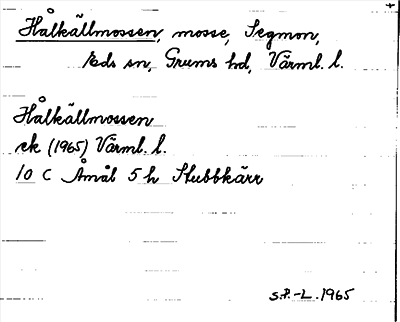 Hålkällmossen, mosse, Segmon,
Eds sn, Grums hd, Värml. l.
Hålkällmossen
ek (1965) Värml. l.
10 C Åmål 5 h Stubbkärr
S.P.-L. 1965